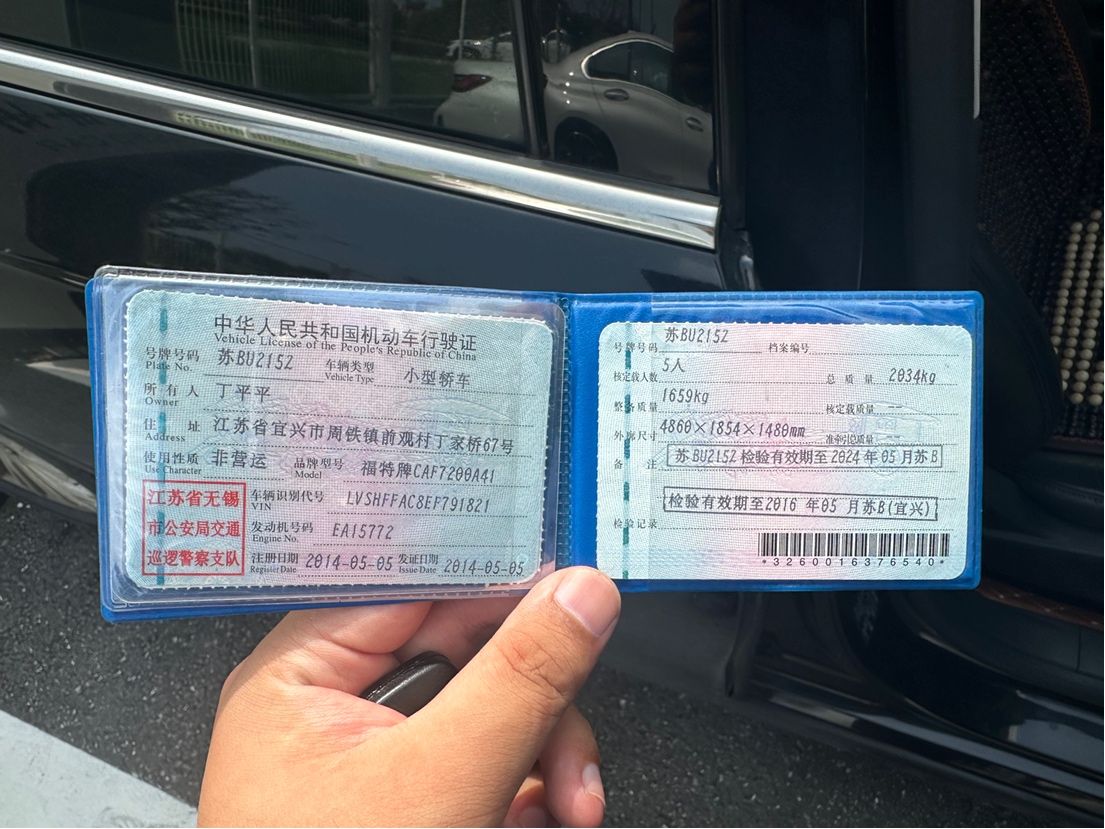 中华人民共和国机动车行驶证
Vehicle License of the People's Republic of China
号牌号码 苏BU215Z 车辆类型 小型轿车
Plate No. Vehicle Type
所有人 丁平平
Owner
住址 江苏省宜兴市周铁镇前观村丁家桥67号
Address
使用性质 非营运 品牌型号 福特牌CAF7200A41
Use Character Model
江苏省无锡
市公安局交通
巡逻警察支队
车辆识别代号 LVSHFFAC8EF791821
VIN
发动机号码 EA15772
Engine No.
注册日期 2014-05-05 发证日期 2014-05-05
Register Date Issue Date
号牌号码 苏BU215Z 档案编号
核定载人数 5人 总质量 2034kg
整备质量 1659kg 核定载质量 --
外廓尺寸 4860×1854×1480mm 准牵引总质量 --
备注 苏BU215Z 检验有效期至2024年05月苏B
检验有效期至2016年05月苏B(宜兴)
检验记录
*3260016376540*